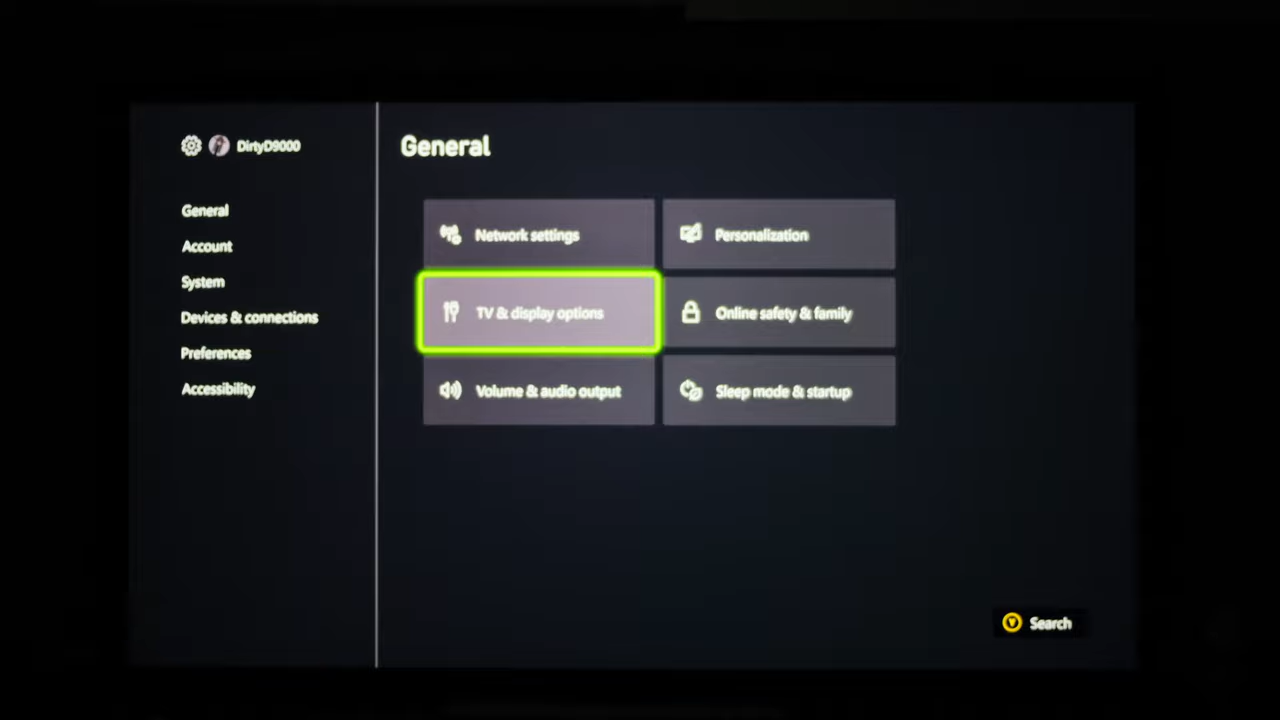 DirtyD9000
General
Account
System
Devices & connections
Preferences
Accessibility
General
Network settings
Personalization
TV & display options
Online safety & family
Volume & audio output
Sleep mode & startup
Y Search